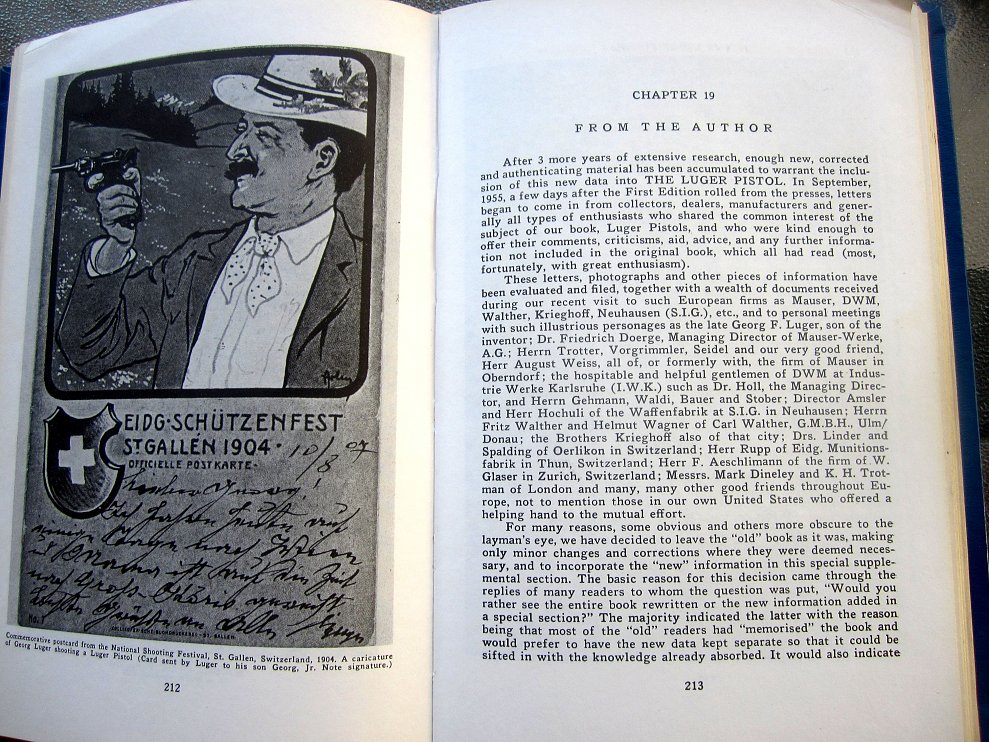 EIDG. SCHÜTZENFEST
ST GALLEN 1904.
OFFICIELLE POSTKARTE.
10/8 07
No. 7
Commemorative postcard from the National Shooting Festival, St. Gallen, Switzerland, 1904. A caricature
of Georg Luger shooting a Luger Pistol (Card sent by Luger to his son Georg, Jr. Note signature.)
212
CHAPTER 19
FROM THE AUTHOR
After 3 more years of extensive research, enough new, corrected
and authenticating material has been accumulated to warrant the inclu-
sion of this new data into THE LUGER PISTOL. In September,
1955, a few days after the First Edition rolled from the presses, letters
began to come in from collectors, dealers, manufacturers and gener-
ally all types of enthusiasts who shared the common interest of the
subject of our book, Luger Pistols, and who were kind enough to
offer their comments, criticisms, aid, advice, and any further informa-
tion not included in the original book, which all had read (most,
fortunately, with great enthusiasm).
These letters, photographs and other pieces of information have
been evaluated and filed, together with a wealth of documents received
during our recent visit to such European firms as Mauser, DWM,
Walther, Krieghoff, Neuhausen (S.I.G.), etc., and to personal meetings
with such illustrious personages as the late Georg F. Luger, son of the
inventor; Dr. Friedrich Doerge, Managing Director of Mauser-Werke,
A.G.; Herrn Trotter, Vorgrimmler, Seidel and our very good friend,
Herr August Weiss, all of, or formerly with, the firm of Mauser in
Oberndorf; the hospitable and helpful gentlemen of DWM at Indus-
trie Werke Karlsruhe (I.W.K.) such as Dr. Holl, the Managing Direc-
tor, and Herrn Gehmann, Waldi, Bauer and Stober; Director Amsler
and Herr Hochuli of the Waffenfabrik at S.I.G. in Neuhausen; Herrn
Fritz Walther and Helmut Wagner of Carl Walther, G.M.B.H., Ulm/
Donau; the Brothers Krieghoff also of that city; Drs. Linder and
Spalding of Oerlikon in Switzerland; Herr Rupp of Eidg. Munitions-
fabrik in Thun, Switzerland; Herr F. Aeschlimann of the firm of W.
Glaser in Zurich, Switzerland; Messrs. Mark Dineley and K. H. Trot-
man of London and many, many other good friends throughout Eu-
rope, not to mention those in our own United States who offered a
helping hand to the mutual effort.
For many reasons, some obvious and others more obscure to the
layman's eye, we have decided to leave the "old" book as it was, making
only minor changes and corrections where they were deemed neces-
sary, and to incorporate the "new" information in this special supple-
mental section. The basic reason for this decision came through the
replies of many readers to whom the question was put, "Would you
rather see the entire book rewritten or the new information added in
a special section?" The majority indicated the latter with the reason
being that most of the "old" readers had "memorised" the book and
would prefer to have the new data kept separate so that it could be
sifted in with the knowledge already absorbed. It would also indicate
213